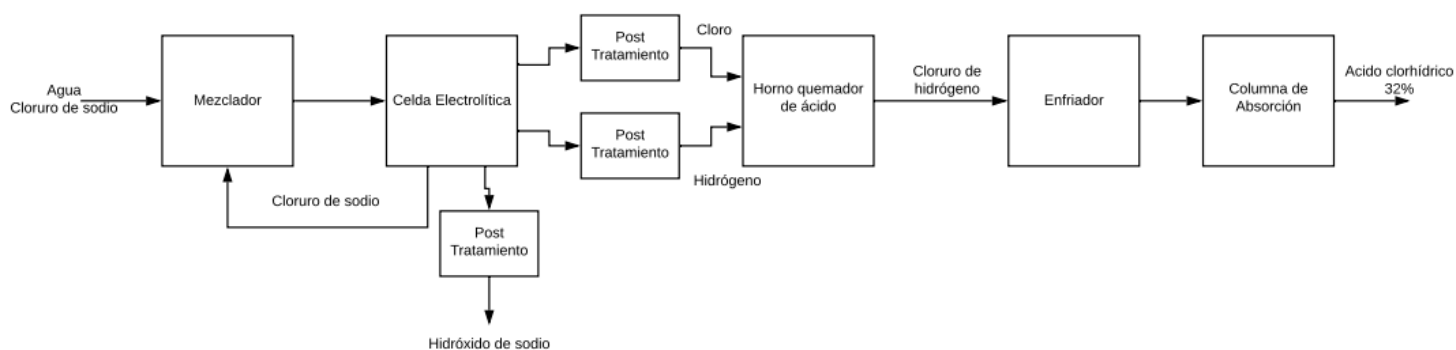 Agua
Cloruro de sodio
Mezclador
Celda Electrolítica
Post
Tratamiento
Cloro
Post
Tratamiento
Hidrógeno
Horno quemador
de ácido
Cloruro de
hidrógeno
Enfriador
Columna de
Absorción
Acido clorhídrico
32%
Cloruro de sodio
Post
Tratamiento
Hidróxido de sodio